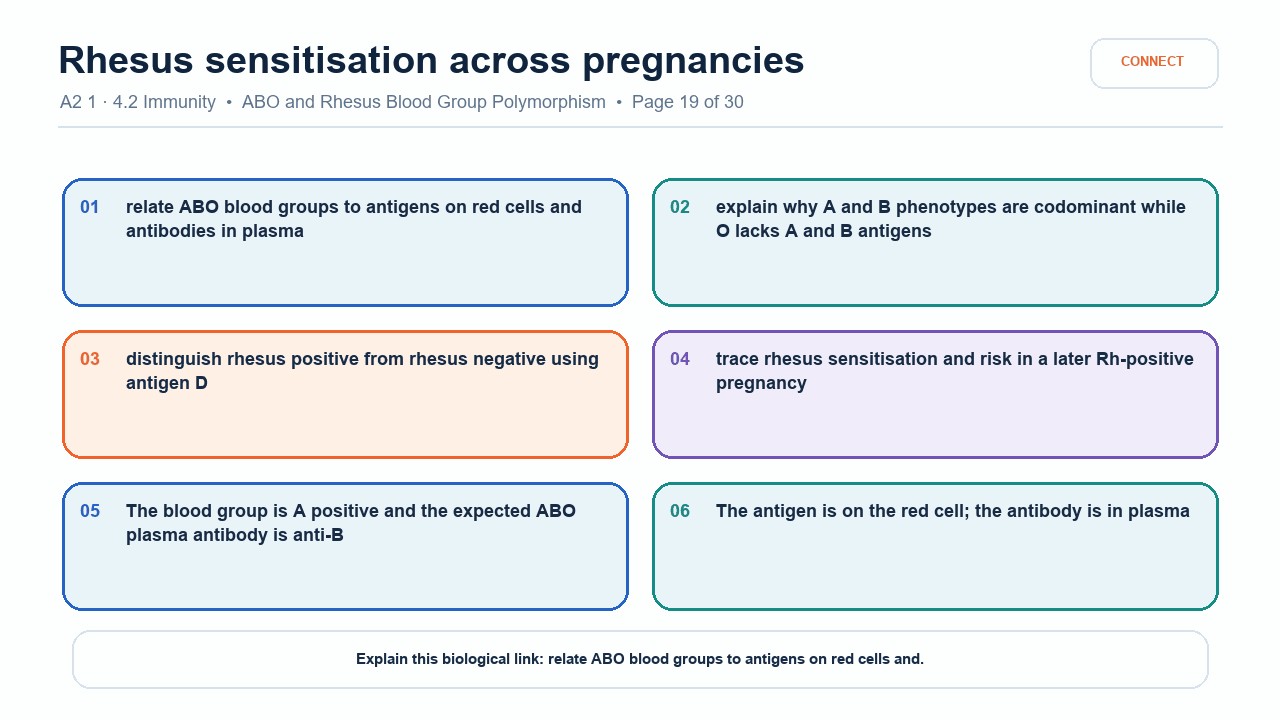 Rhesus sensitisation across pregnancies
CONNECT
A2 1 · 4.2 Immunity • ABO and Rhesus Blood Group Polymorphism • Page 19 of 30
01 relate ABO blood groups to antigens on red cells and
antibodies in plasma
02 explain why A and B phenotypes are codominant while
O lacks A and B antigens
03 distinguish rhesus positive from rhesus negative using
antigen D
04 trace rhesus sensitisation and risk in a later Rh-positive
pregnancy
05 The blood group is A positive and the expected ABO
plasma antibody is anti-B
06 The antigen is on the red cell; the antibody is in plasma
Explain this biological link: relate ABO blood groups to antigens on red cells and.